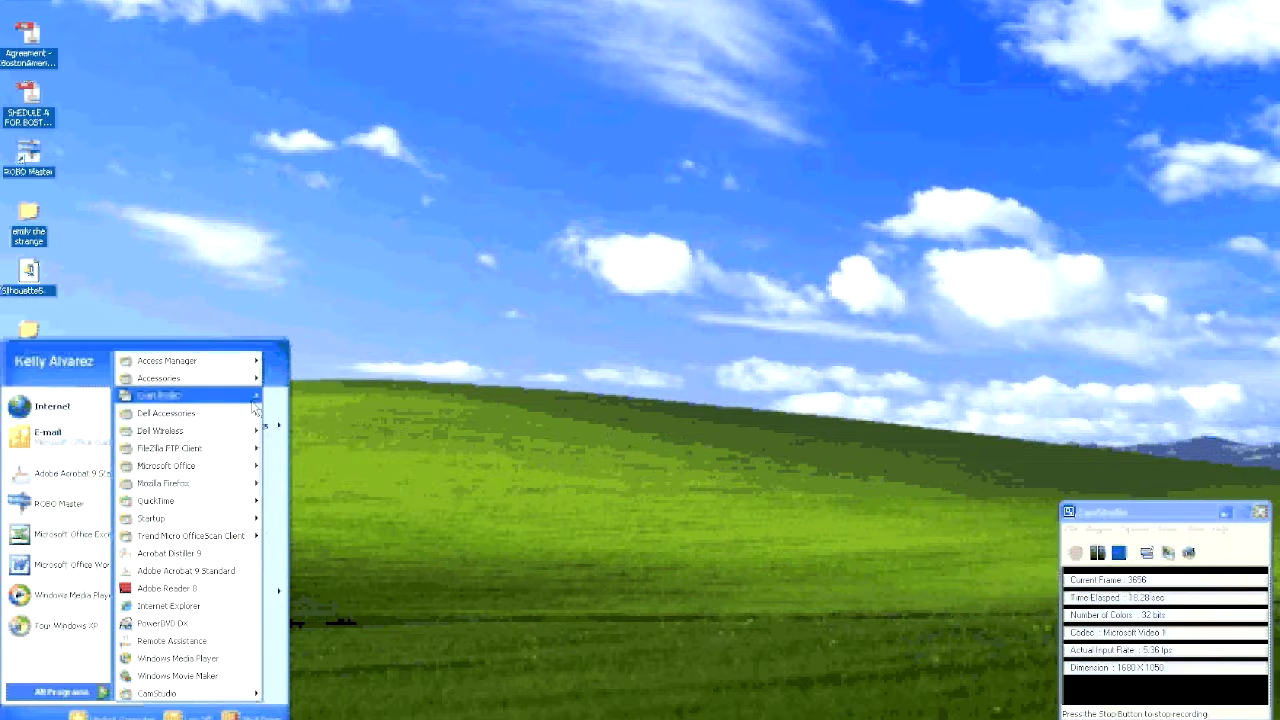 Agreement -
BostonAmeri...
SHEDULE A
FOR BOST...
ROBO Master
emily the
strange
Silhouette5...
Kelly Alvarez
Internet
E-mail
Adobe Acrobat 9 Sta
ROBO Master
Microsoft Office Exce
Microsoft Office Wor
Windows Media Playe
Tour Windows XP
All Programs
Access Manager
Accessories
Dell Accessories
Dell Wireless
FileZilla FTP Client
Microsoft Office
Mozilla Firefox
QuickTime
Startup
Trend Micro OfficeScan Client
Acrobat Distiller 9
Adobe Acrobat 9 Standard
Adobe Reader 8
Internet Explorer
PowerDVD DX
Remote Assistance
Windows Media Player
Windows Movie Maker
CamStudio
CamStudio
Current Frame : 3656
Time Elasped : 18.28 sec
Number of Colors : 32 bits
Codec : Microsoft Video 1
Actual Input Rate : 5.36 fps
Dimension : 1680 X 1050
Press the Stop Button to stop recording